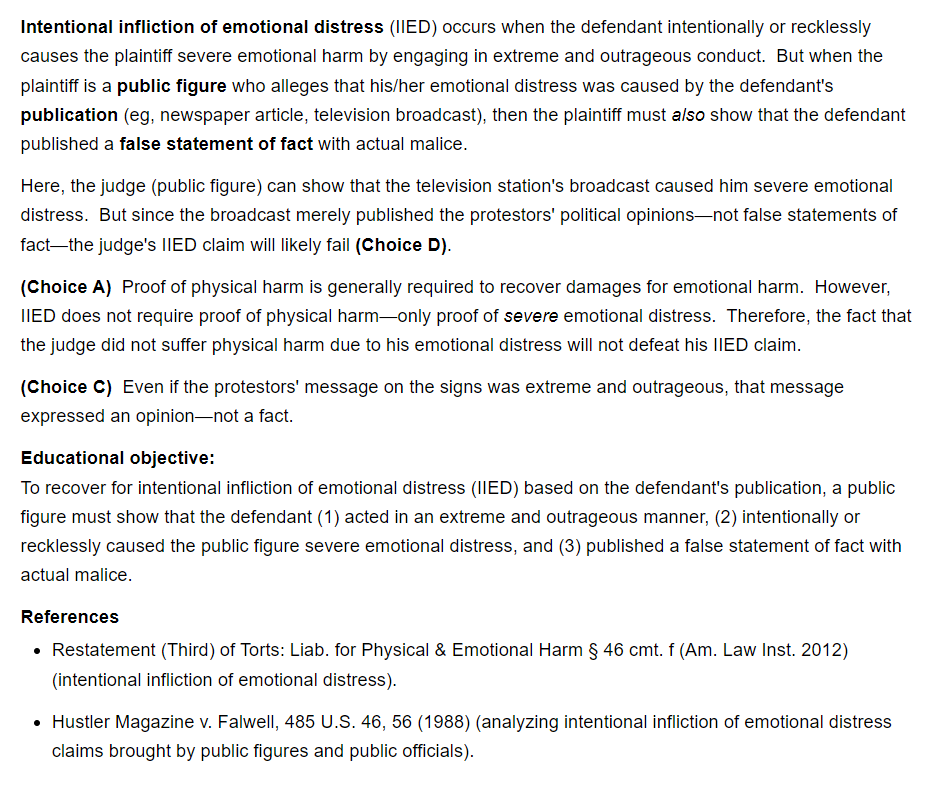 Intentional infliction of emotional distress (IIED) occurs when the defendant intentionally or recklessly
causes the plaintiff severe emotional harm by engaging in extreme and outrageous conduct.  But when the
plaintiff is a public figure who alleges that his/her emotional distress was caused by the defendant's
publication (eg, newspaper article, television broadcast), then the plaintiff must also show that the defendant
published a false statement of fact with actual malice.
Here, the judge (public figure) can show that the television station's broadcast caused him severe emotional
distress.  But since the broadcast merely published the protestors' political opinions—not false statements of
fact—the judge's IIED claim will likely fail (Choice D).
(Choice A)  Proof of physical harm is generally required to recover damages for emotional harm.  However,
IIED does not require proof of physical harm—only proof of severe emotional distress.  Therefore, the fact that
the judge did not suffer physical harm due to his emotional distress will not defeat his IIED claim.
(Choice C)  Even if the protestors' message on the signs was extreme and outrageous, that message
expressed an opinion—not a fact.
Educational objective:
To recover for intentional infliction of emotional distress (IIED) based on the defendant's publication, a public
figure must show that the defendant (1) acted in an extreme and outrageous manner, (2) intentionally or
recklessly caused the public figure severe emotional distress, and (3) published a false statement of fact with
actual malice.
References
• Restatement (Third) of Torts: Liab. for Physical & Emotional Harm § 46 cmt. f (Am. Law Inst. 2012)
(intentional infliction of emotional distress).
• Hustler Magazine v. Falwell, 485 U.S. 46, 56 (1988) (analyzing intentional infliction of emotional distress
claims brought by public figures and public officials).